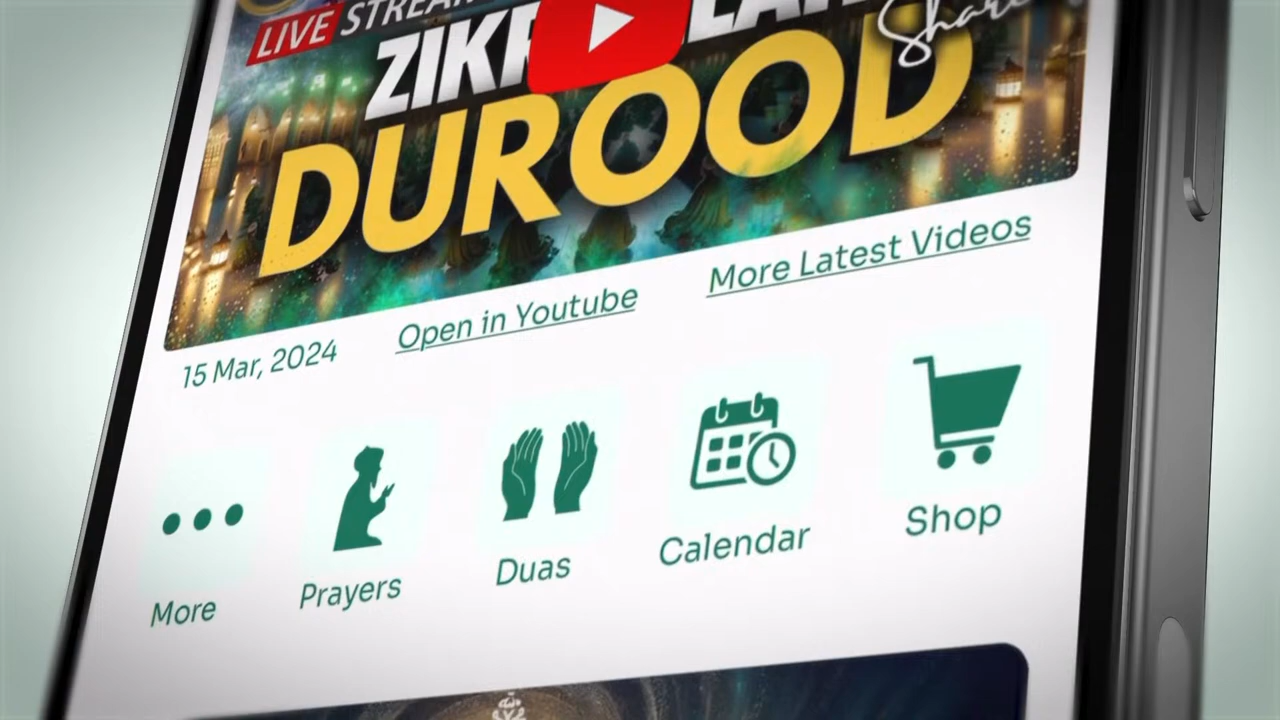 LIVE STREAM
ZIKR
DUROOD
Share
15 Mar, 2024
Open in Youtube
More Latest Videos
More
Prayers
Duas
Calendar
Shop